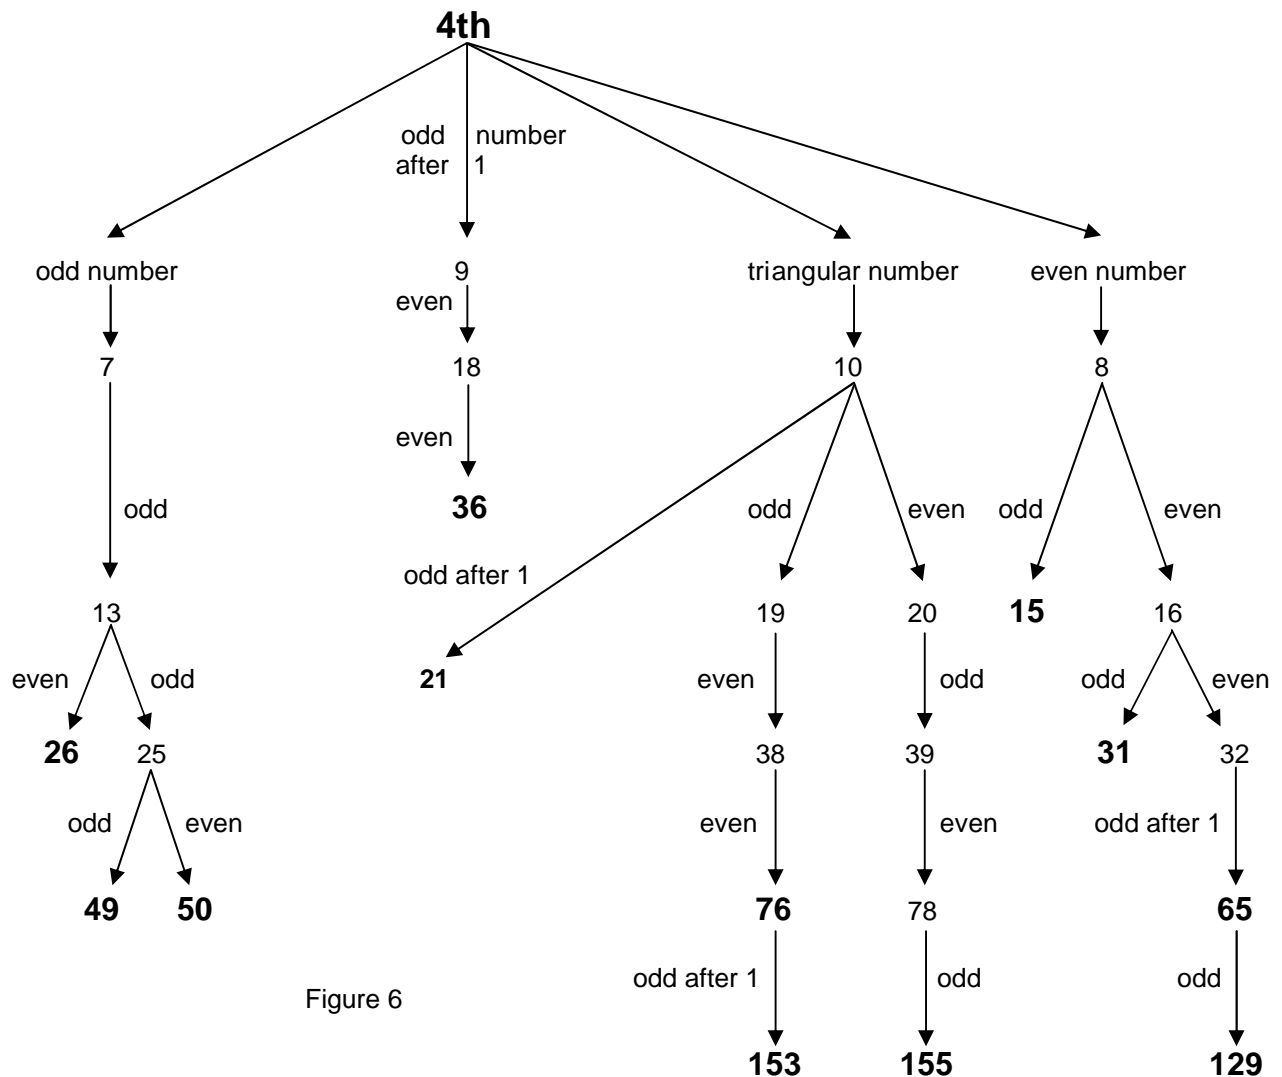 4th
odd number
after 1
odd number 9 triangular number even number
even
7 18 10 8
even
odd 36 odd even odd even
odd after 1
13 19 20 15 16
even odd 21 even odd odd even
26 25 38 39 31 32
odd even even even odd after 1
49 50 76 78 65
odd after 1 odd odd
Figure 6
153 155 129